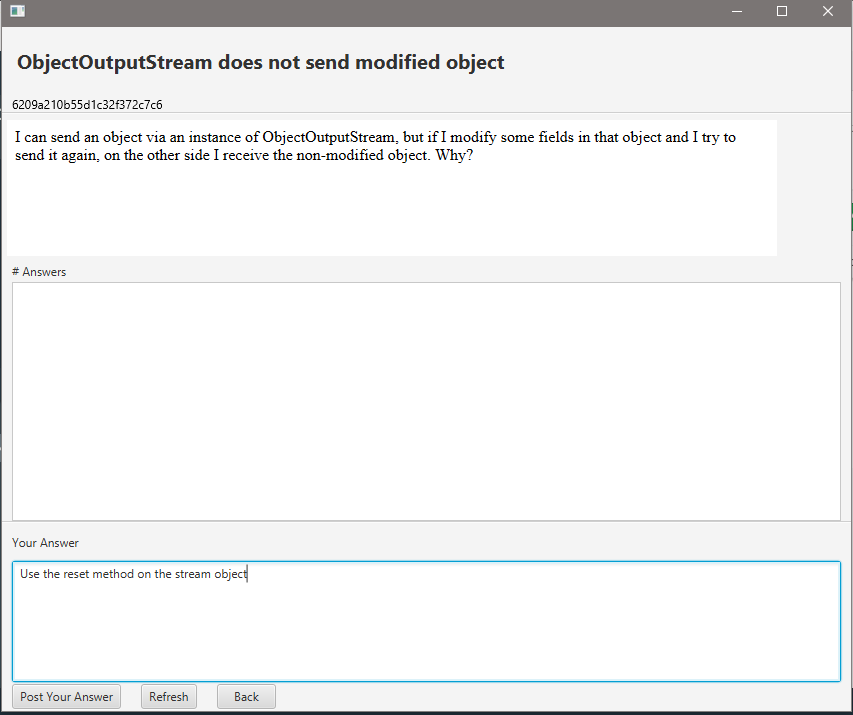 ObjectOutputStream does not send modified object
6209a210b55d1c32f372c7c6
I can send an object via an instance of ObjectOutputStream, but if I modify some fields in that object and I try to
send it again, on the other side I receive the non-modified object. Why?
# Answers
Your Answer
Use the reset method on the stream object
Post Your Answer
Refresh
Back